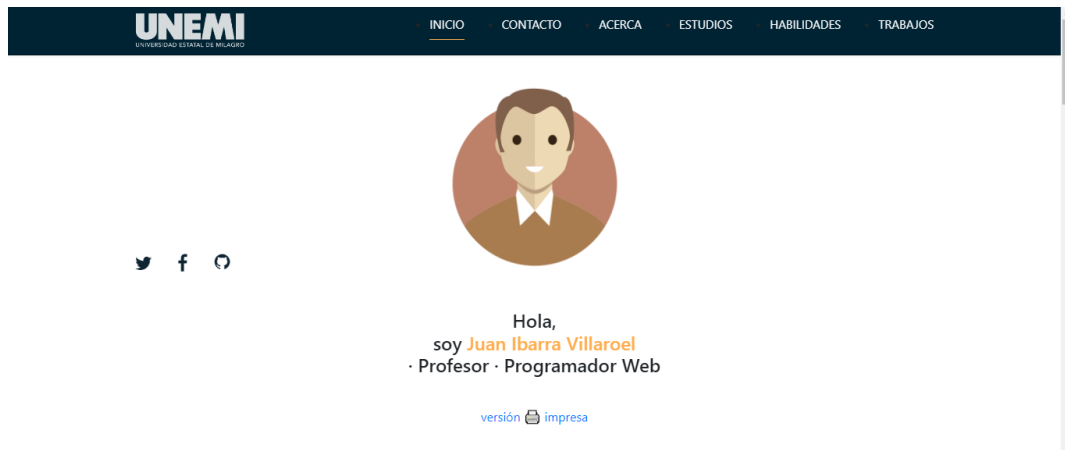 UNEMI
UNIVERSIDAD ESTATAL DE MILAGRO
INICIO CONTACTO ACERCA ESTUDIOS HABILIDADES TRABAJOS
Hola,
soy Juan Ibarra Villaroel
· Profesor · Programador Web
versión impresa